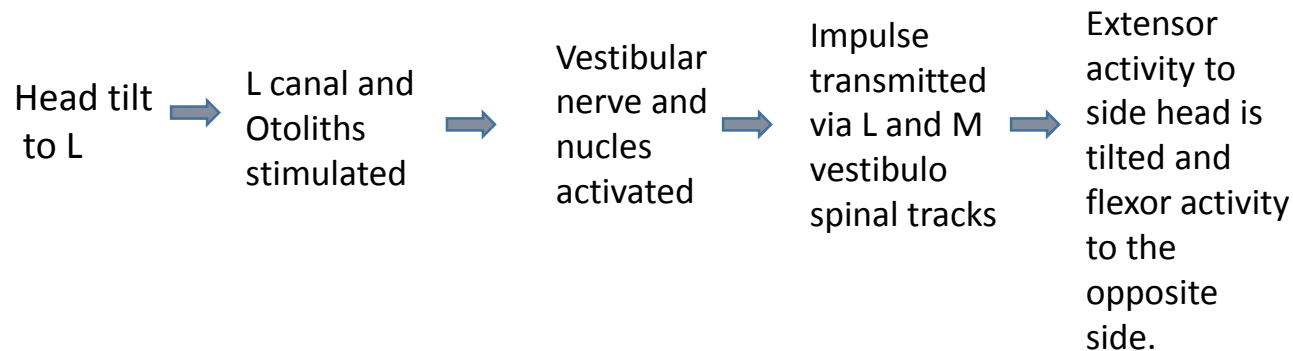 Head tilt
to L
L canal and
Otoliths
stimulated
Vestibular
nerve and
nucles
activated
Impulse
transmitted
via L and M
vestibulo
spinal tracks
Extensor
activity to
side head is
tilted and
flexor activity
to the
opposite
side.